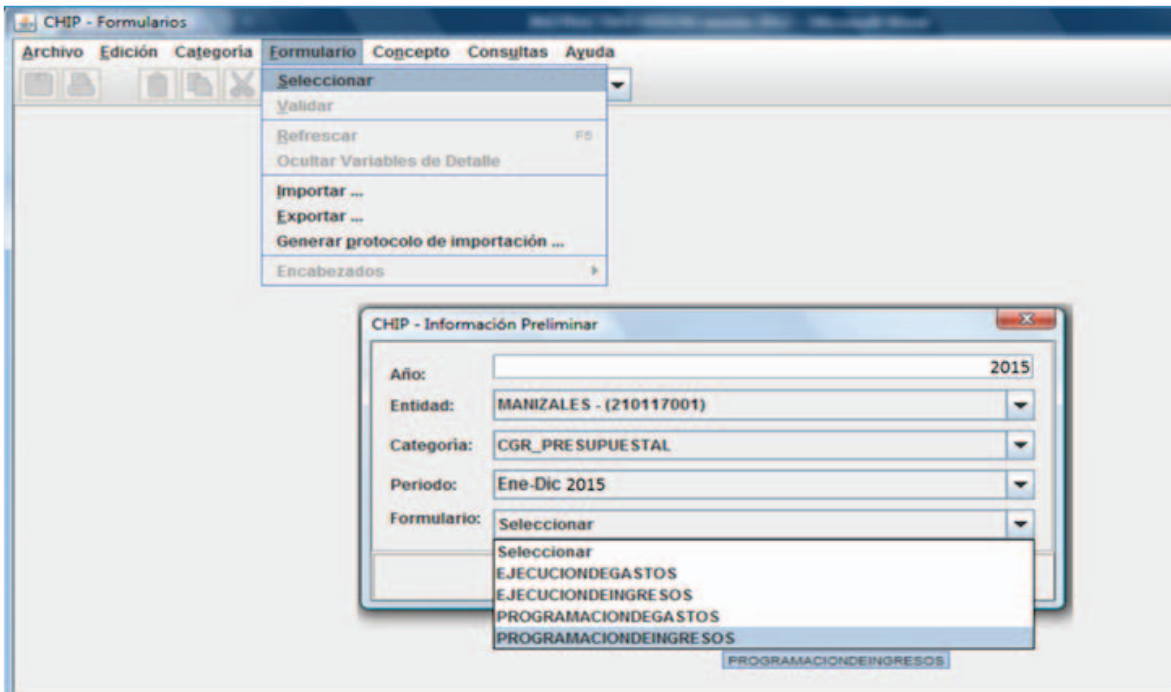 CHIP - Formularios
Archivo Edición Categoría Formulario Concepto Consultas Ayuda
Seleccionar
Validar
Refrescar F5
Ocultar Variables de Detalle
Importar ...
Exportar ...
Generar protocolo de importación ...
Encabezados
CHIP - Información Preliminar
Año: 2015
Entidad: MANIZALES - (210117001)
Categoría: CGR_PRESUPUESTAL
Periodo: Ene-Dic 2015
Formulario: Seleccionar
Seleccionar
EJECUCIONDEGASTOS
EJECUCIONDEINGRESOS
PROGRAMACIONDEGASTOS
PROGRAMACIONDEINGRESOS
PROGRAMACIONDEINGRESOS